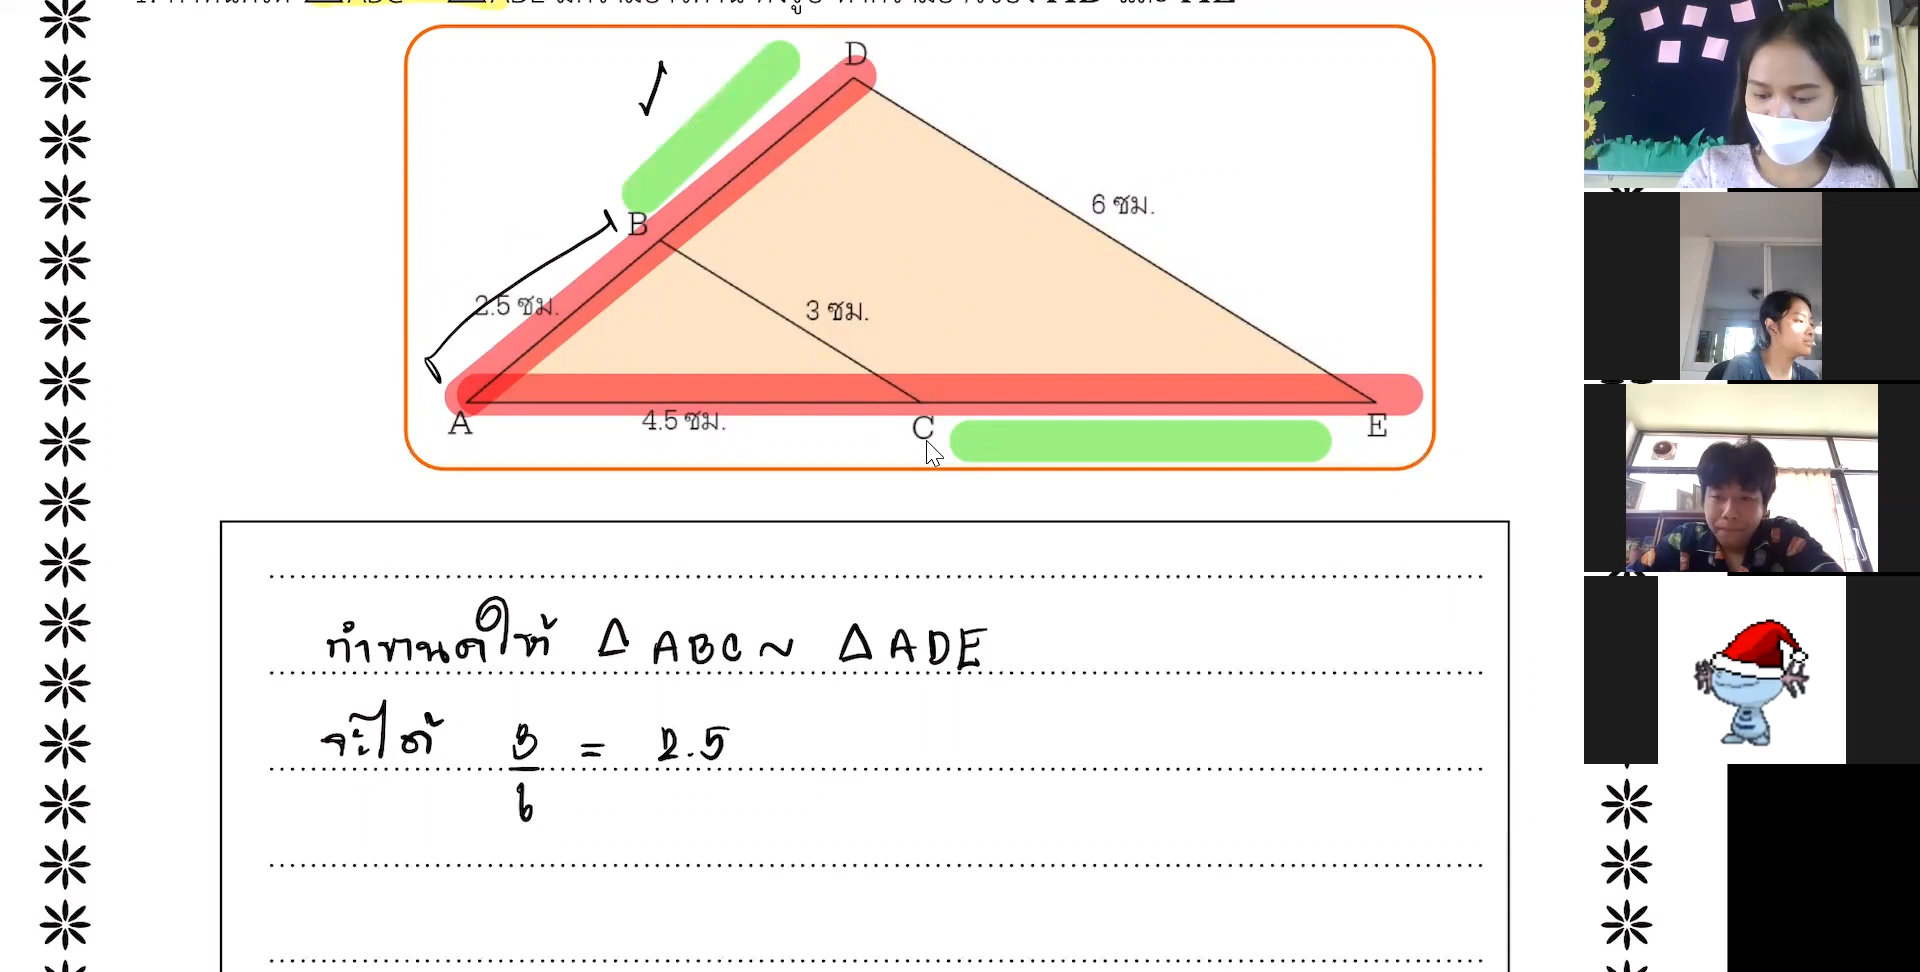 D
B
6 ซม.
2.5 ซม.
3 ซม.
A
4.5 ซม.
C
E
กำหนดให้ △ ABC ~ △ ADE
จะได้ 3/6 = 2.5